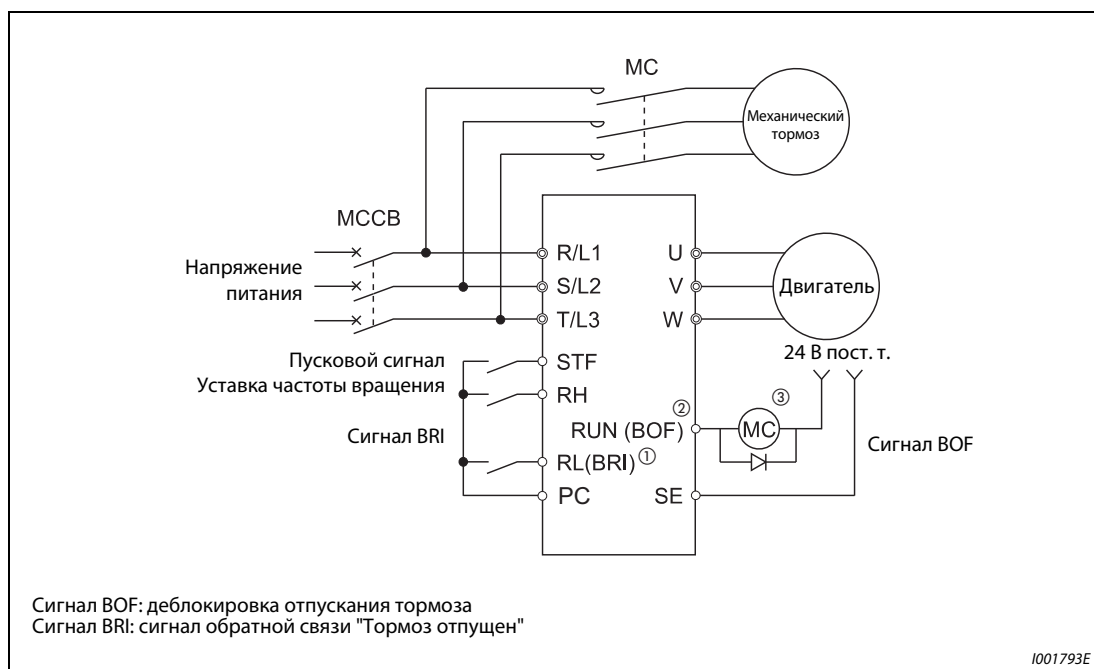 MC
Механический
тормоз
MCCB
R/L1
U
Напряжение
питания
S/L2
V
Двигатель
T/L3
W
24 В пост. т.
Пусковой сигнал
STF
Уставка частоты вращения
RH
②
③
RUN (BOF)
MC
Сигнал BRI
Сигнал BOF
RL(BRI) ①
PC
SE
Сигнал BOF: деблокировка отпускания тормоза
Сигнал BRI: сигнал обратной связи "Тормоз отпущен"
I001793E